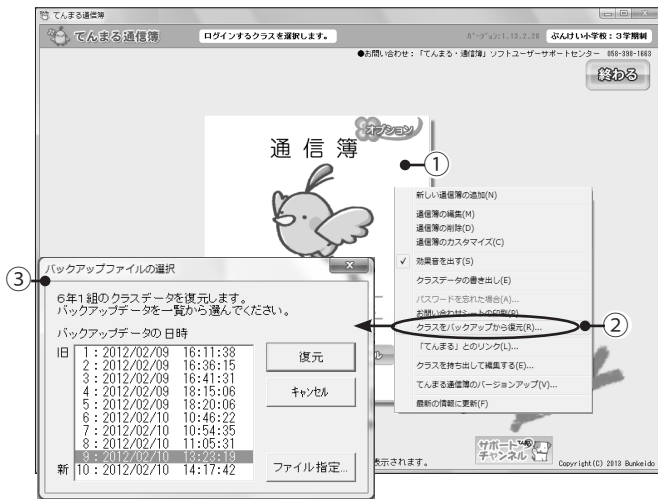 てんまる通信簿
てんまる通信簿
ログインするクラスを選択します。
バージョン:1.13.2.28
ぶんけい小学校：3学期制
●お問い合わせ：「てんまる・通信簿」ソフトユーザーサポートセンター 058-398-1663
終わる
オプション
通信簿
①
新しい通信簿の追加(N)
通信簿の編集(M)
通信簿の削除(D)
通信簿のカスタマイズ(C)
✓ 効果音を出す(S)
クラスデータの書き出し(E)
パスワードを忘れた場合(A)...
お問い合わせシートの印刷(P)
クラスをバックアップから復元(R)...
②
「てんまる」とのリンク(L)...
クラスを持ち出して編集する(E)...
てんまる通信簿のバージョンアップ(V)...
最新の情報に更新(F)
③
バックアップファイルの選択
6年1組のクラスデータを復元します。
バックアップデータを一覧から選んでください。
バックアップデータの日時
旧 1：2012/02/09 16:11:38
2：2012/02/09 16:36:15
3：2012/02/09 16:41:31
4：2012/02/09 18:15:06
5：2012/02/09 18:20:06
6：2012/02/10 10:46:22
7：2012/02/10 10:54:35
8：2012/02/10 11:05:31
9：2012/02/10 13:23:19
新 10：2012/02/10 14:17:42
復元
キャンセル
ファイル指定...
ル
表示されます。
サポート
チャンネル
Copyright(C) 2013 Bunkeido